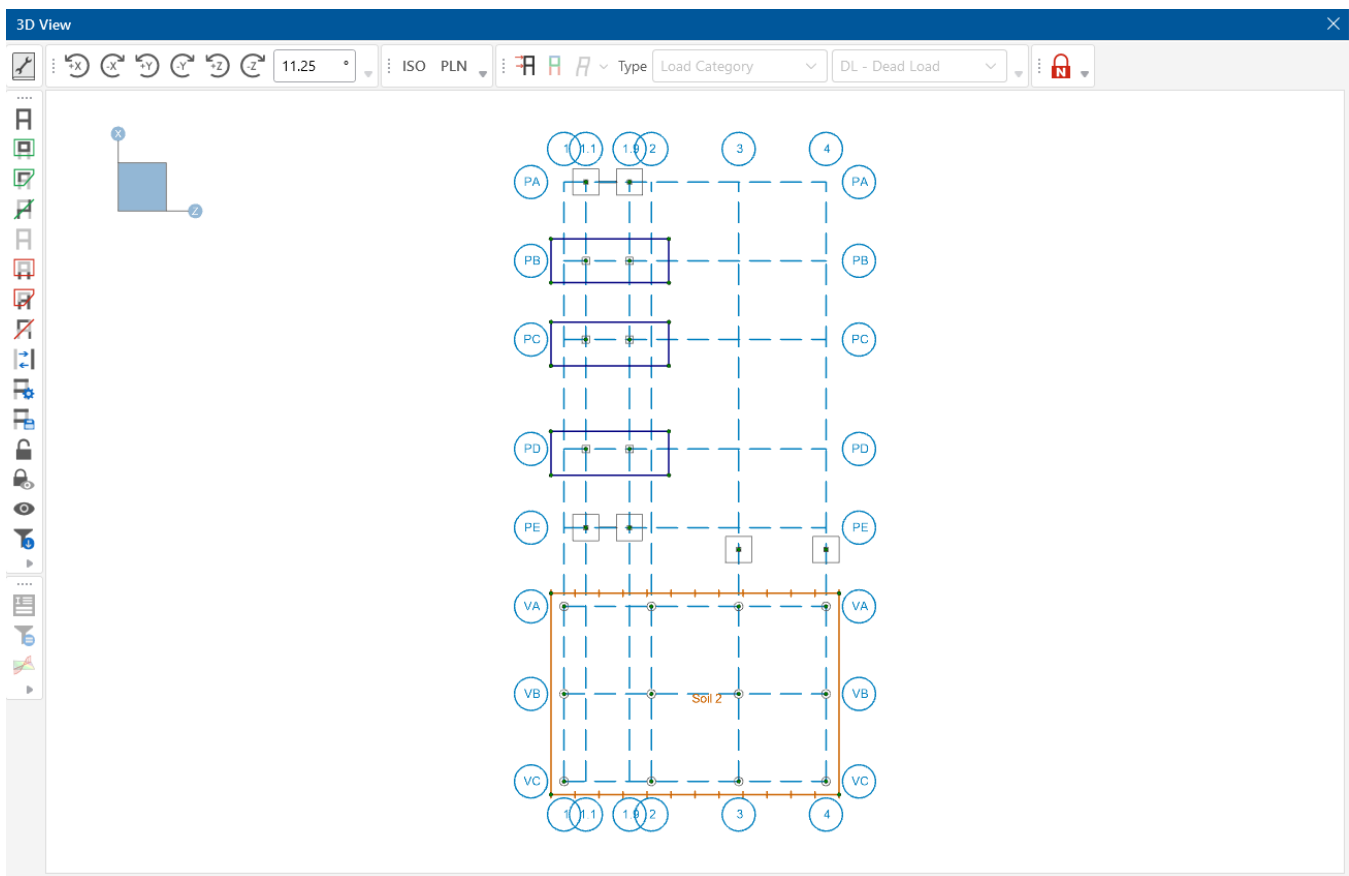 3D View
+X -X +Y -Y +Z -Z 11.25 ° ISO PLN Type Load Category DL - Dead Load N
X
Z
1 1.1 1.9 2 3 4
PA PA
PB PB
PC PC
PD PD
PE PE
VA VA
VB Soil 2 VB
VC VC
1 1.1 1.9 2 3 4